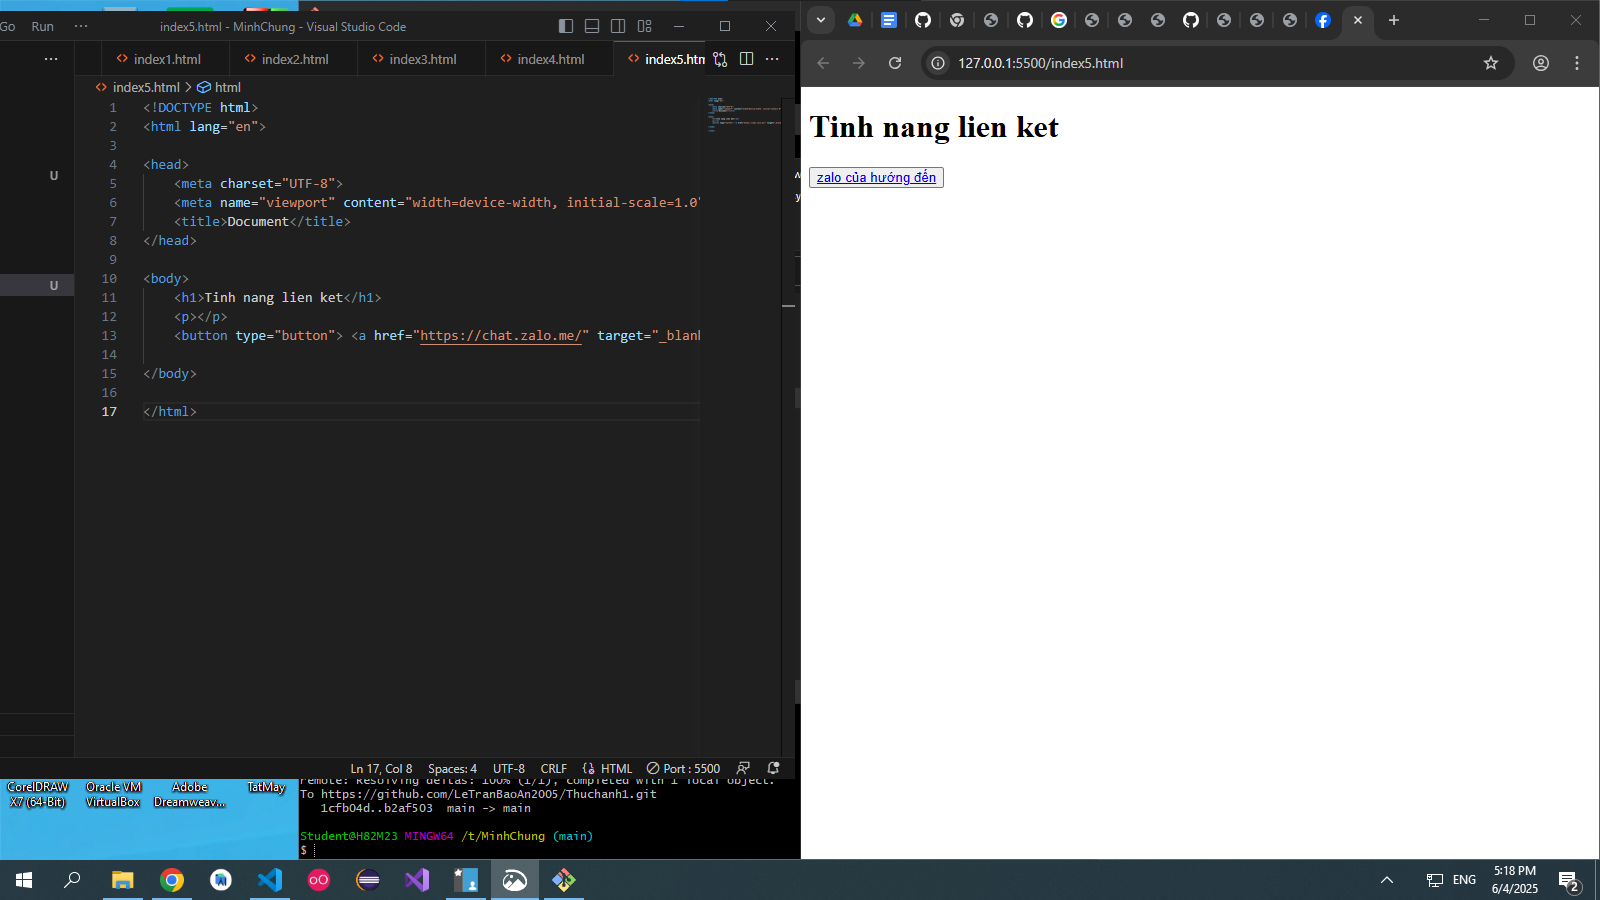 Go Run ··· index5.html - MinhChung - Visual Studio Code
index1.html index2.html index3.html index4.html index5.htm
index5.html > html
1 <!DOCTYPE html>
2 <html lang="en">
3
4 <head>
5 <meta charset="UTF-8">
6 <meta name="viewport" content="width=device-width, initial-scale=1.0"
7 <title>Document</title>
8 </head>
9
10 <body>
11 <h1>Tinh nang lien ket</h1>
12 <p></p>
13 <button type="button"> <a href="https://chat.zalo.me/" target="_blank
14
15 </body>
16
17 </html>
U
U
Ln 17, Col 8 Spaces: 4 UTF-8 CRLF HTML Port : 5500
127.0.0.1:5500/index5.html
Tinh nang lien ket
zalo của hướng đến
CorelDRAW X7 (64-Bit)
Oracle VM VirtualBox
Adobe Dreamweav...
TatMay
remote: Resolving deltas: 100% (1/1), completed with 1 local object.
To https://github.com/LeTranBaoAn2005/Thuchanh1.git
1cfb04d..b2af503 main -> main
Student@H82M23 MINGW64 /t/MinhChung (main)
$
ENG
5:18 PM
6/4/2025
2